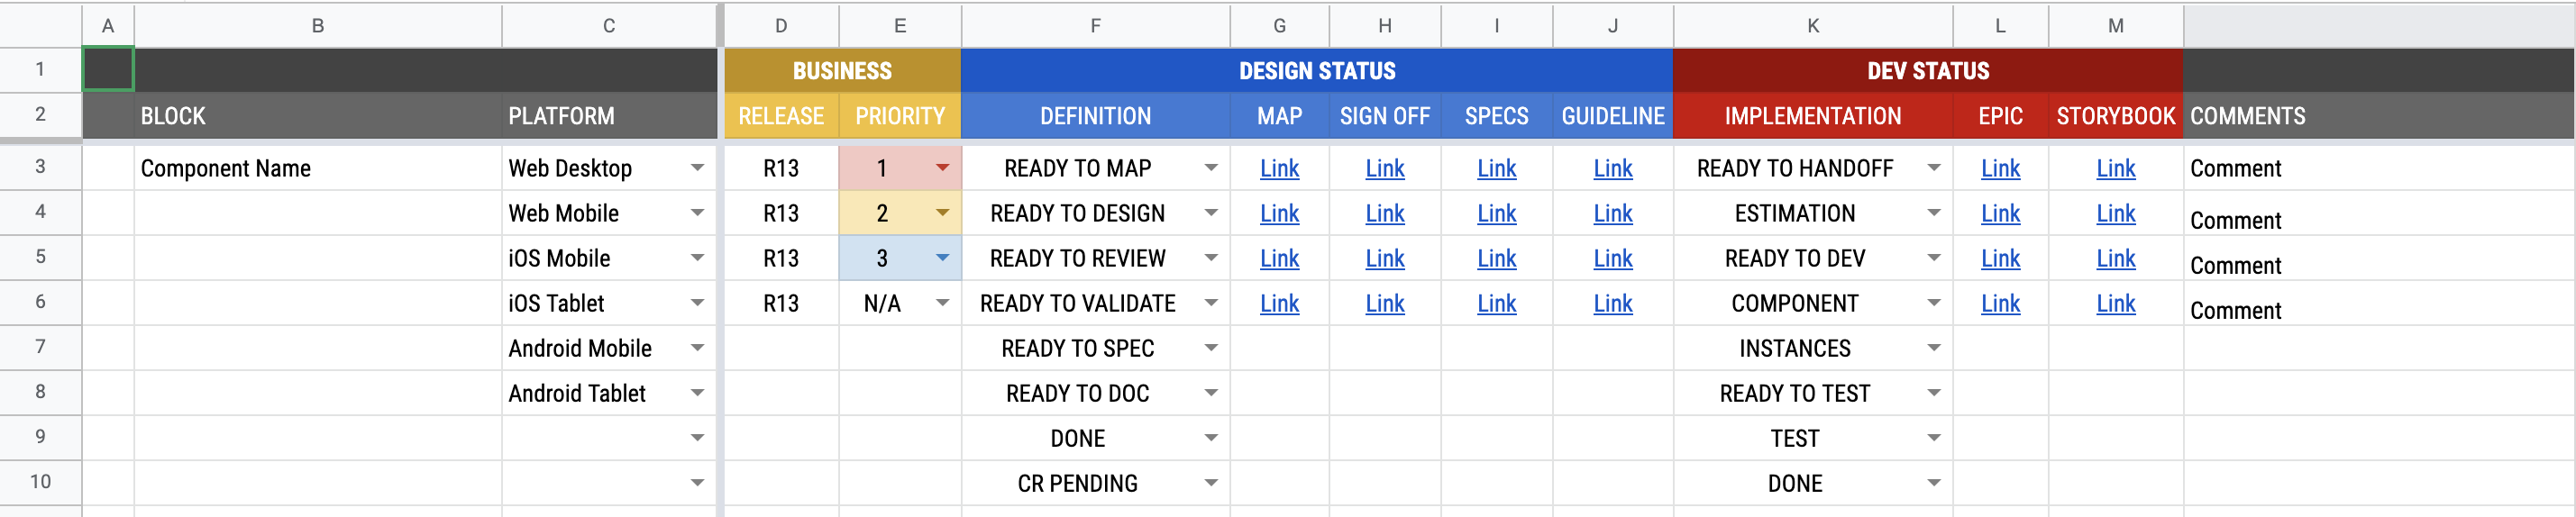 A B C D E F G H I J K L M
1 BUSINESS DESIGN STATUS DEV STATUS
2 BLOCK PLATFORM RELEASE PRIORITY DEFINITION MAP SIGN OFF SPECS GUIDELINE IMPLEMENTATION EPIC STORYBOOK COMMENTS
3 Component Name Web Desktop R13 1 READY TO MAP Link Link Link Link READY TO HANDOFF Link Link Comment
4 Web Mobile R13 2 READY TO DESIGN Link Link Link Link ESTIMATION Link Link Comment
5 iOS Mobile R13 3 READY TO REVIEW Link Link Link Link READY TO DEV Link Link Comment
6 iOS Tablet R13 N/A READY TO VALIDATE Link Link Link Link COMPONENT Link Link Comment
7 Android Mobile READY TO SPEC INSTANCES
8 Android Tablet READY TO DOC READY TO TEST
9 DONE TEST
10 CR PENDING DONE